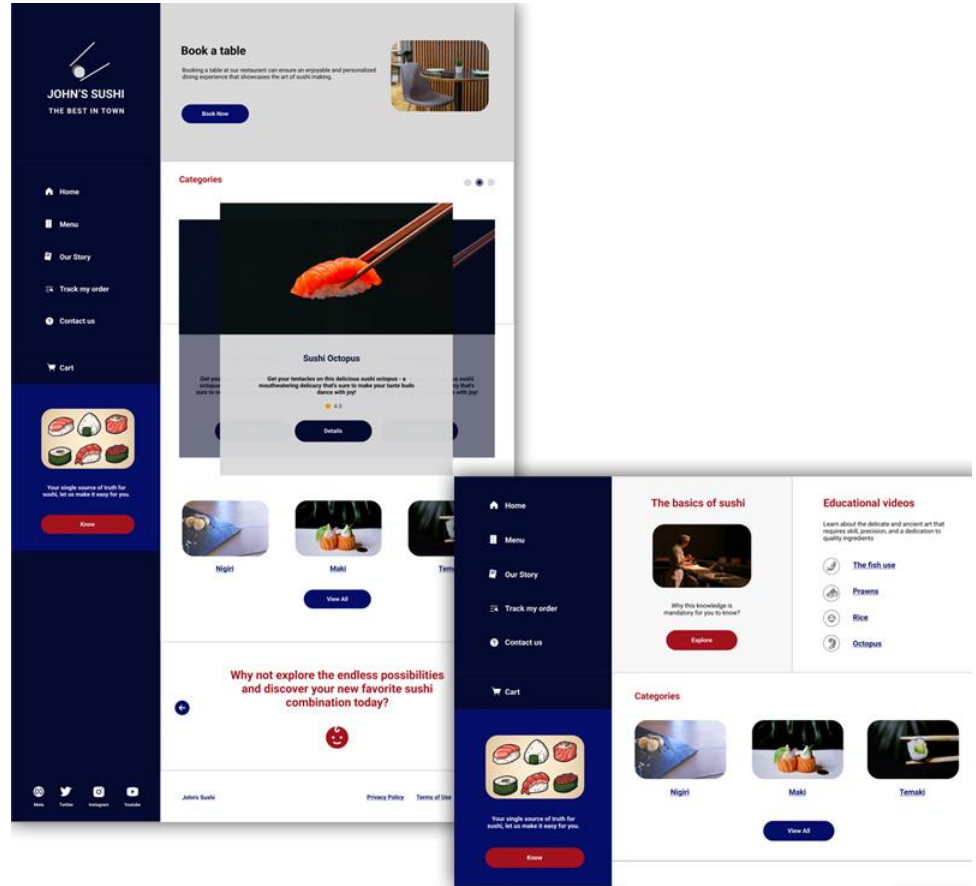 JOHN'S SUSHI
THE BEST IN TOWN
Home
Menu
Our Story
Track my order
Contact us
Cart
Your single source of truth for
sushi, let us make it easy for you.
Know
Meta
Twitter
Instagram
Youtube
Book a table
Booking a table at our restaurant can ensure an enjoyable and personalized
dining experience that showcases the art of sushi making.
Book Now
Categories
Sushi Octopus
Get your tentacles on this delicious sushi octopus - a
mouthwatering delicacy that's sure to make your taste buds
dance with joy!
4.5
Details
Nigiri
Maki
View All
Why not explore the endless possibilities
and discover your new favorite sushi
combination today?
John's Sushi
Privacy Policy
Terms of Use
Home
Menu
Our Story
Track my order
Contact us
Cart
Your single source of truth for
sushi, let us make it easy for you.
Know
The basics of sushi
Why this knowledge is
mandatory for you to know?
Explore
Educational videos
Learn about the delicate and ancient art that
requires skill, precision, and a dedication to
quality ingredients
The fish use
Prawns
Rice
Octopus
Categories
Nigiri
Maki
Temaki
View All